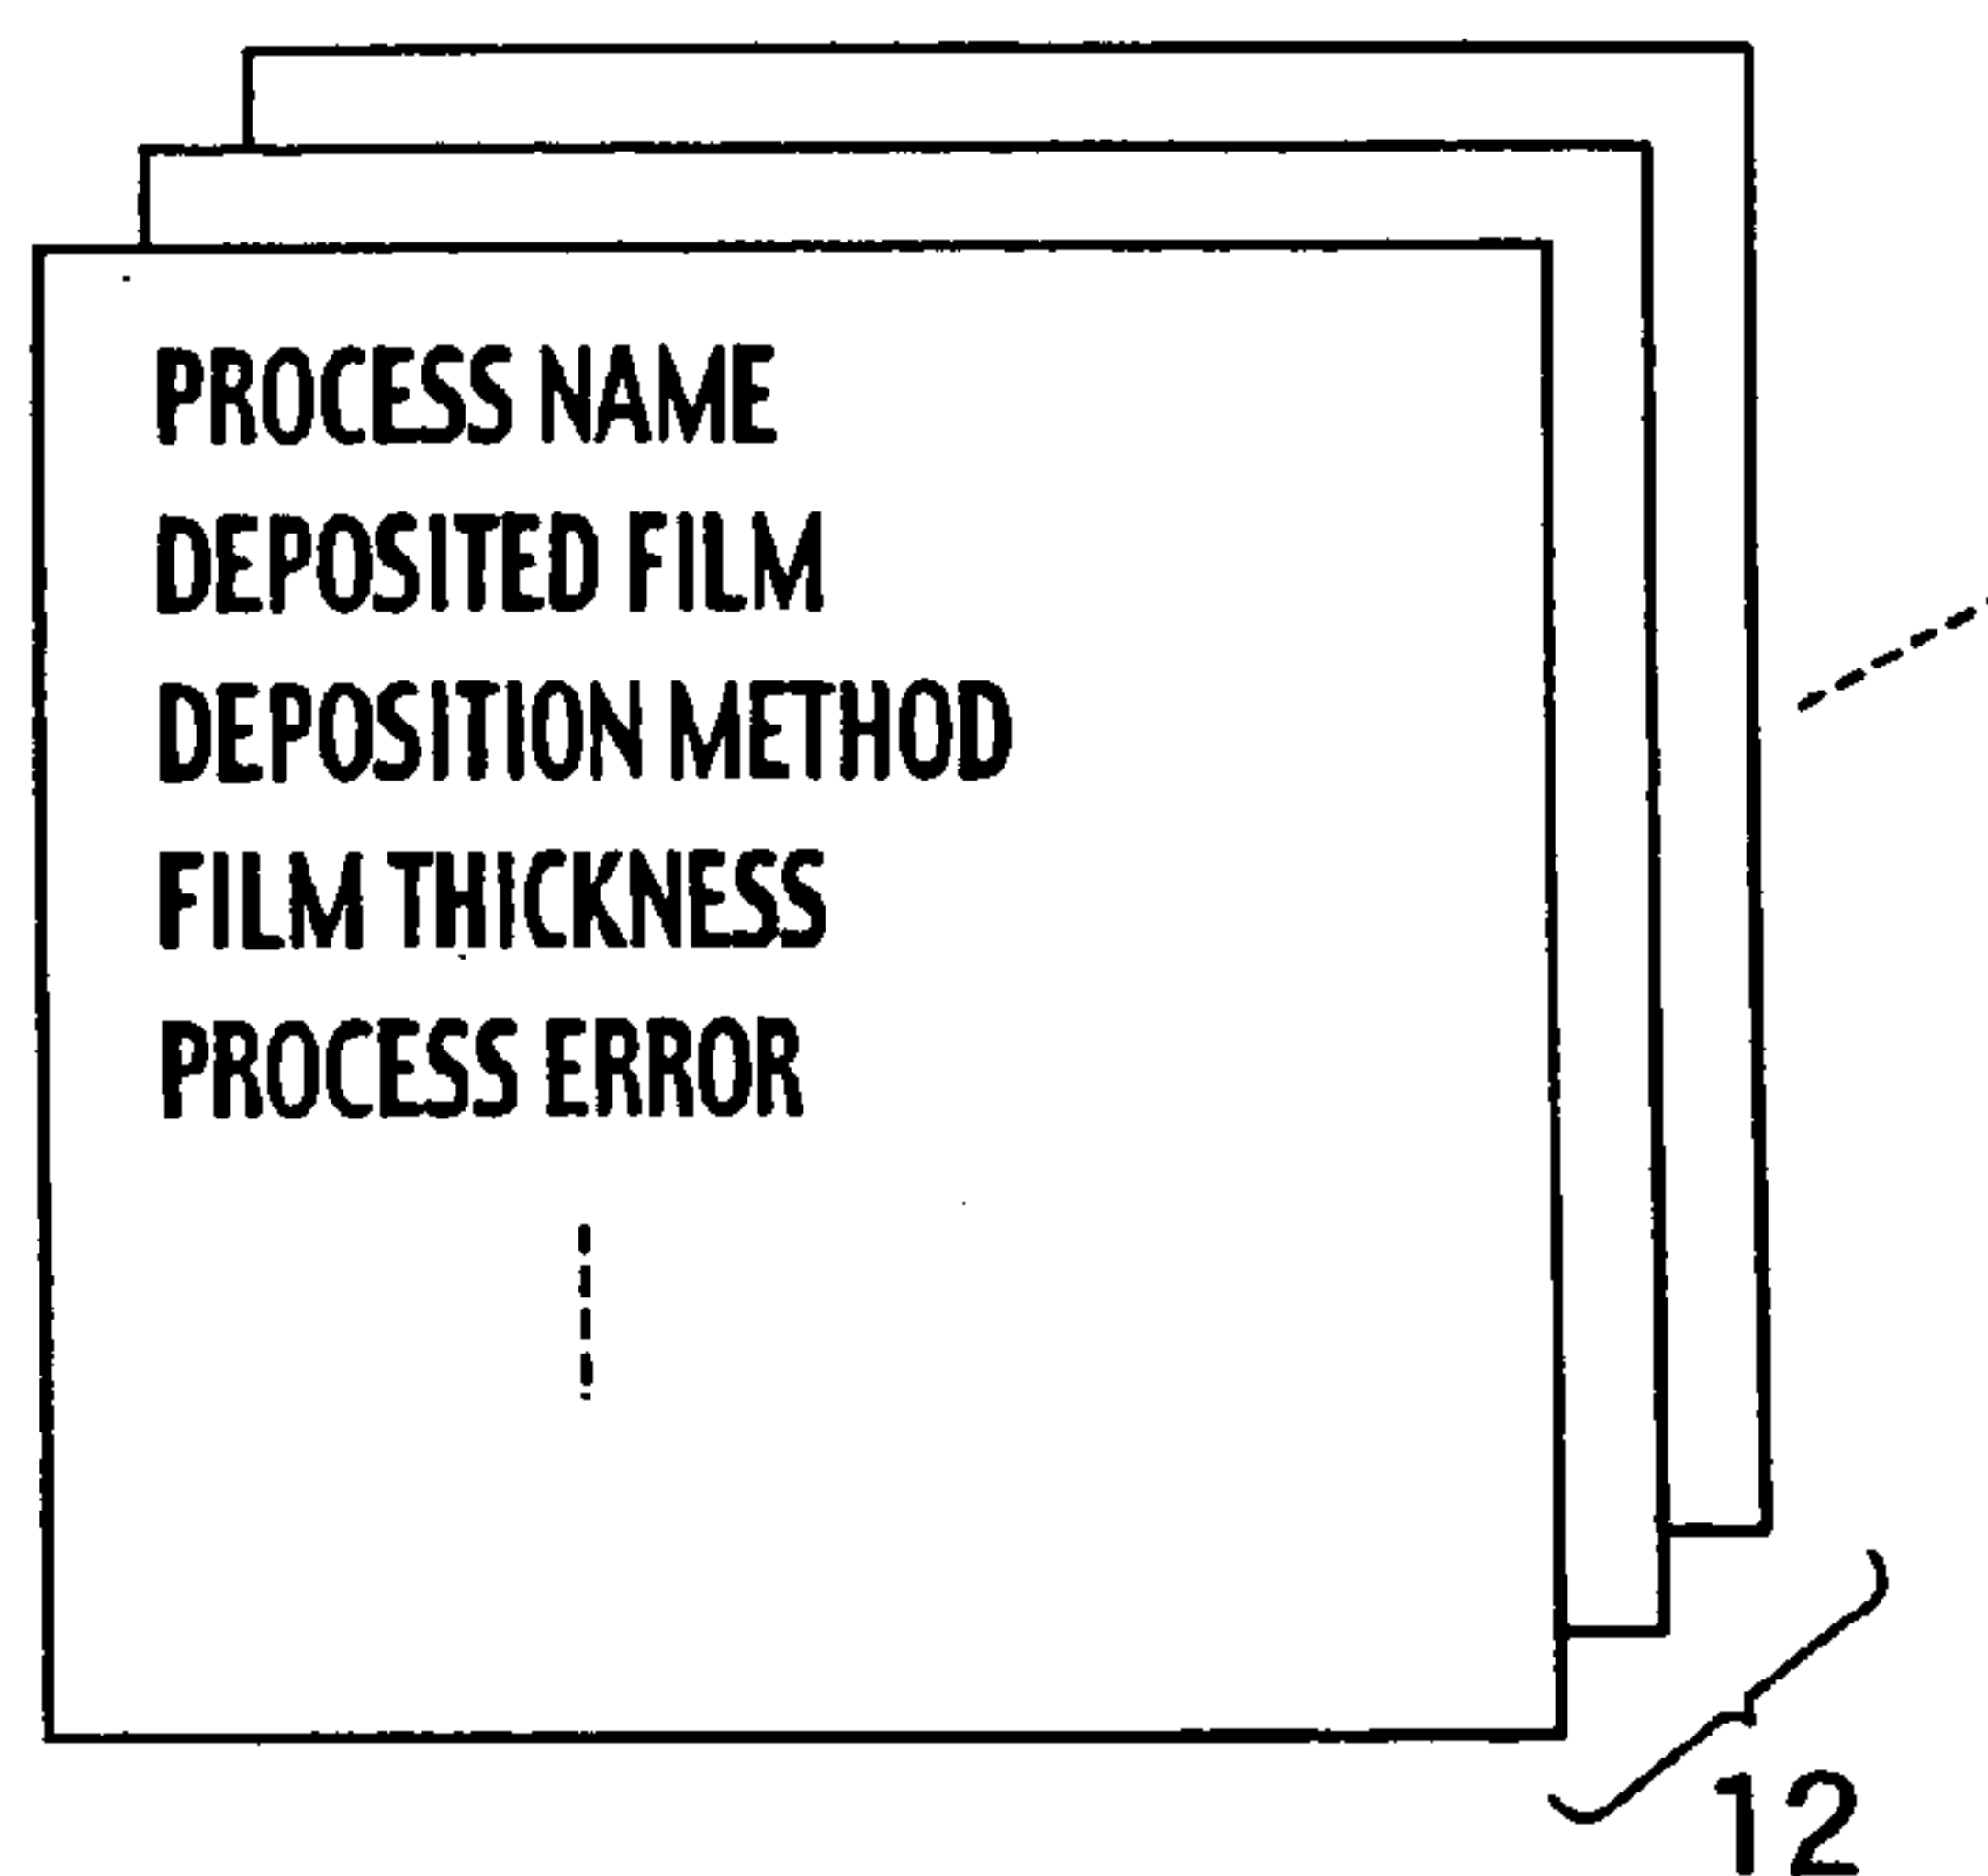 PROCESS NAME
DEPOSITED FILM
DEPOSITION METHOD
FILM THICKNESS
PROCESS ERROR
12